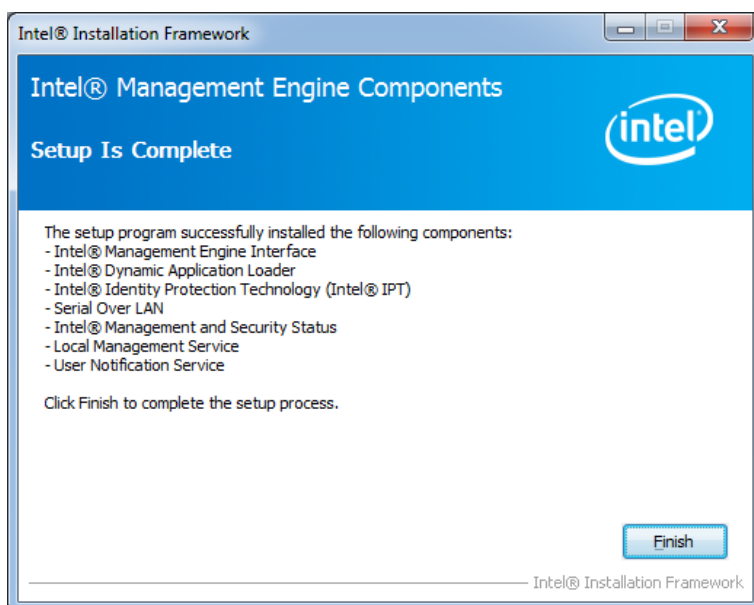 Intel® Installation Framework
Intel® Management Engine Components
intel®
Setup Is Complete
The setup program successfully installed the following components:
- Intel® Management Engine Interface
- Intel® Dynamic Application Loader
- Intel® Identity Protection Technology (Intel® IPT)
- Serial Over LAN
- Intel® Management and Security Status
- Local Management Service
- User Notification Service
Click Finish to complete the setup process.
Finish
Intel® Installation Framework